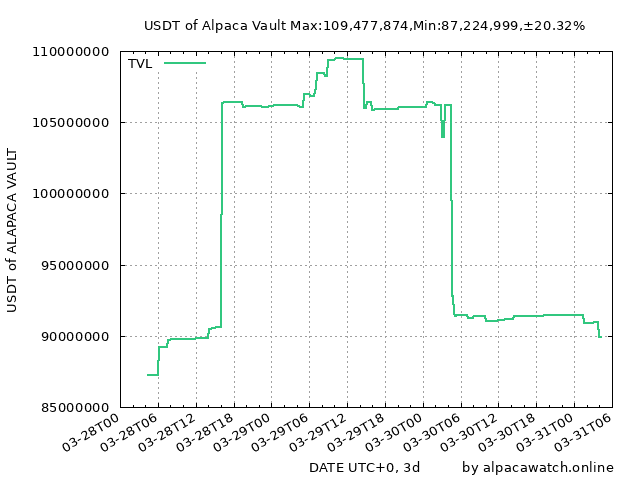 USDT of Alpaca Vault Max:109,477,874,Min:87,224,999,±20.32%
TVL
110000000
105000000
100000000
95000000
90000000
85000000
USDT of ALAPACA VAULT
03-28T00
03-28T06
03-28T12
03-28T18
03-29T00
03-29T06
03-29T12
03-29T18
03-30T00
03-30T06
03-30T12
03-30T18
03-31T00
03-31T06
DATE UTC+0, 3d
by alpacawatch.online